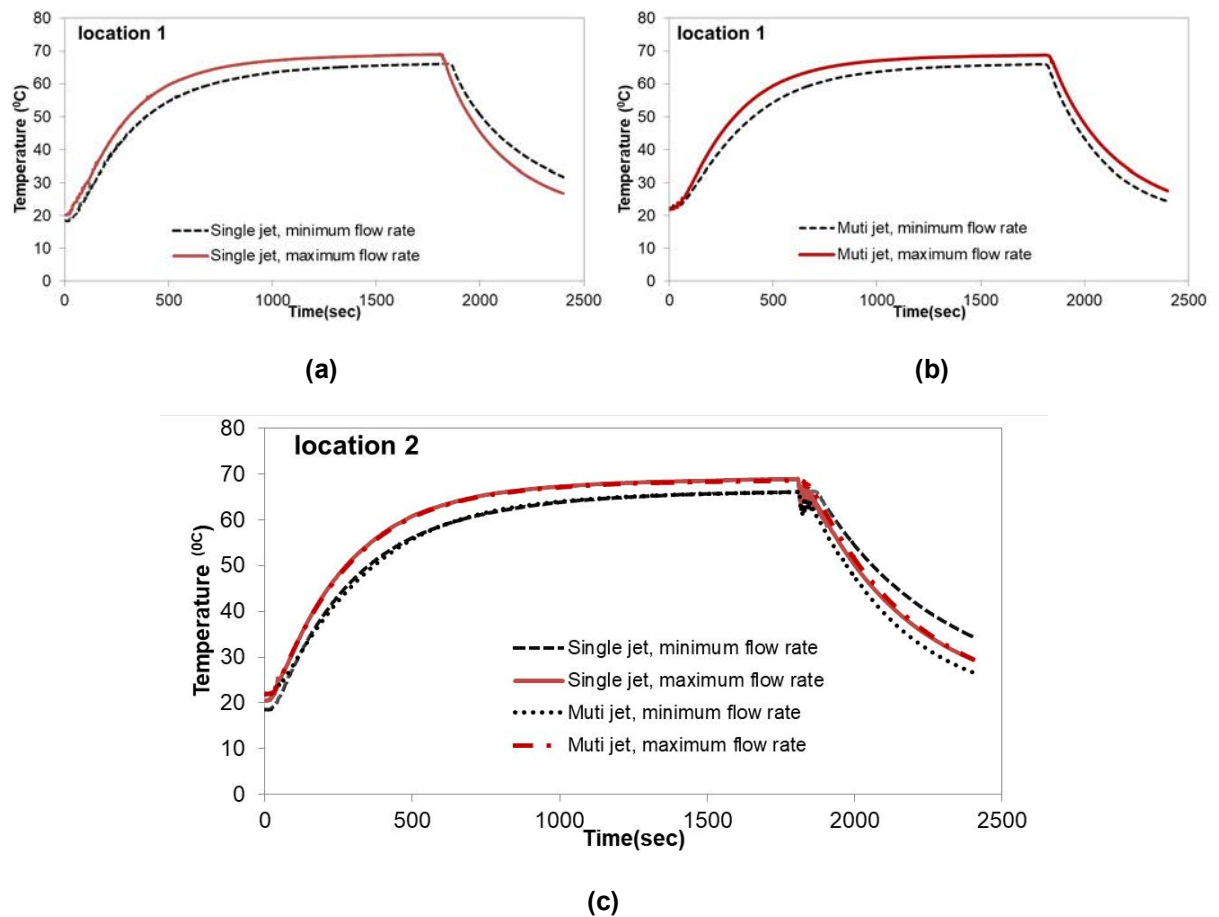 location 1
80
70
60
50
40
30
20
10
0
Temperature (⁰C)
Single jet, minimum flow rate
Single jet, maximum flow rate
0 500 1000 1500 2000 2500
Time(sec)
(a)
location 1
80
70
60
50
40
30
20
10
0
Temperature (⁰C)
Muti jet, minimum flow rate
Muti jet, maximum flow rate
0 500 1000 1500 2000 2500
Time(sec)
(b)
location 2
80
70
60
50
40
30
20
10
0
Temperature (0C)
Single jet, minimum flow rate
Single jet, maximum flow rate
Muti jet, minimum flow rate
Muti jet, maximum flow rate
0 500 1000 1500 2000 2500
Time(sec)
(c)